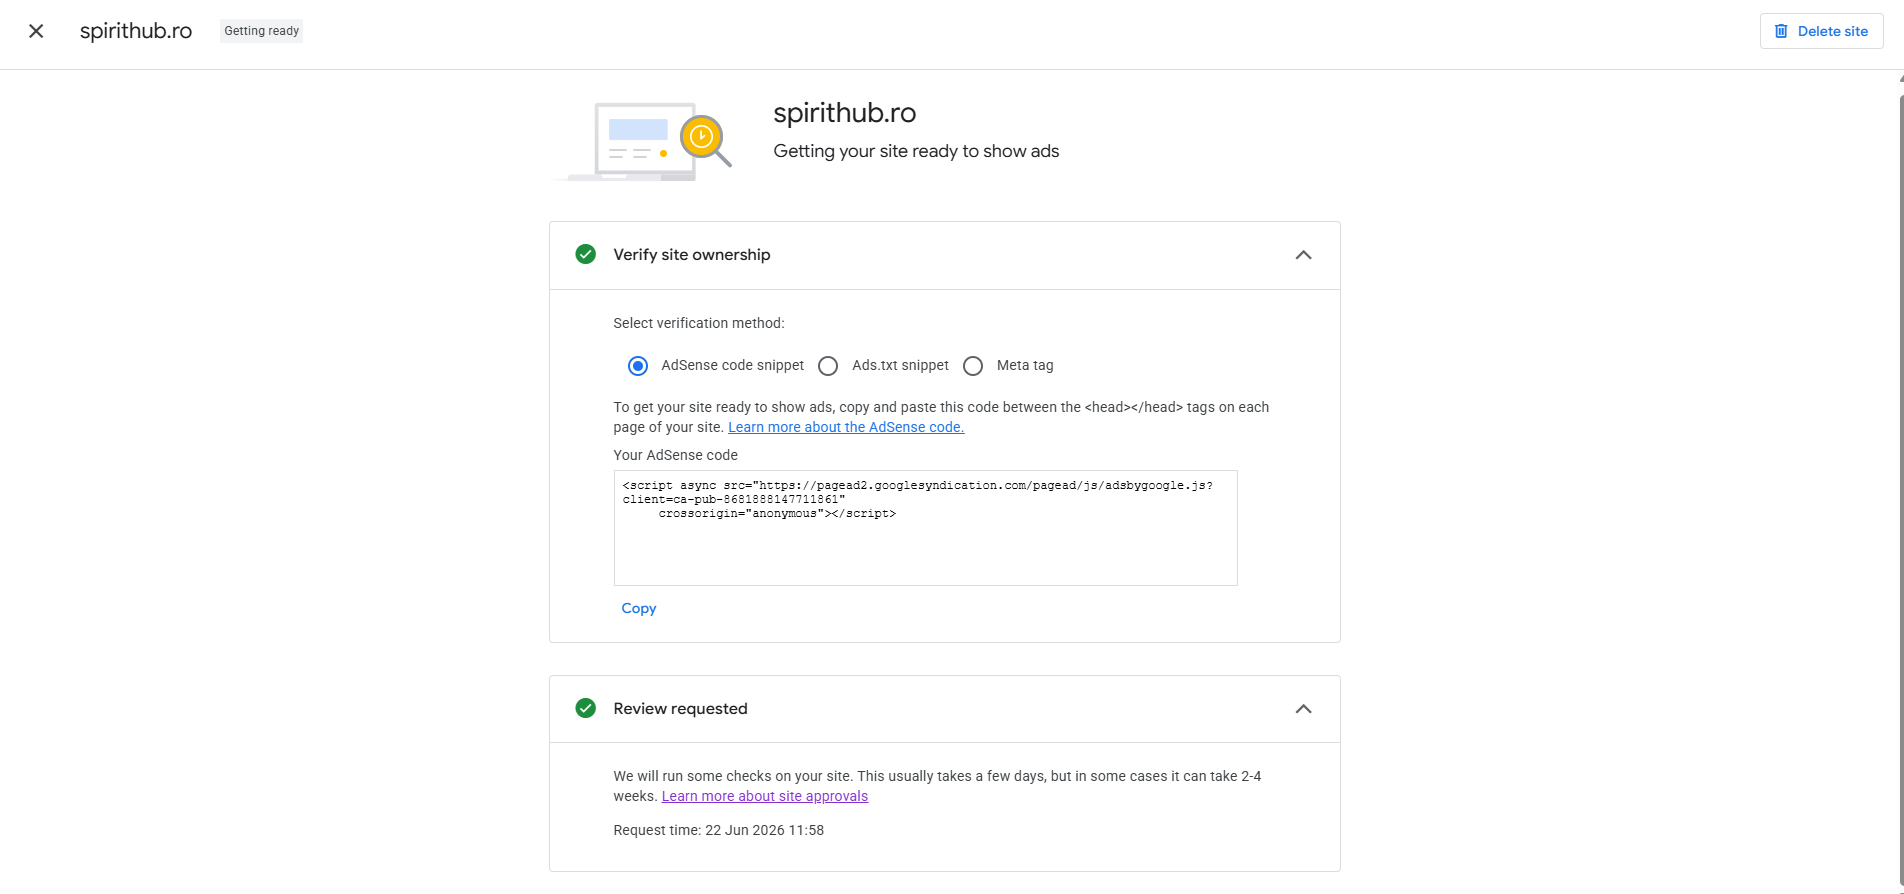 spirithub.ro
Getting ready
Delete site
spirithub.ro
Getting your site ready to show ads
Verify site ownership
Select verification method:
AdSense code snippet
Ads.txt snippet
Meta tag
To get your site ready to show ads, copy and paste this code between the <head></head> tags on each
page of your site. Learn more about the AdSense code.
Your AdSense code
<script async src="https://pagead2.googlesyndication.com/pagead/js/adsbygoogle.js?
client=ca-pub-8681888147711861"
     crossorigin="anonymous"></script>
Copy
Review requested
We will run some checks on your site. This usually takes a few days, but in some cases it can take 2-4
weeks. Learn more about site approvals
Request time: 22 Jun 2026 11:58